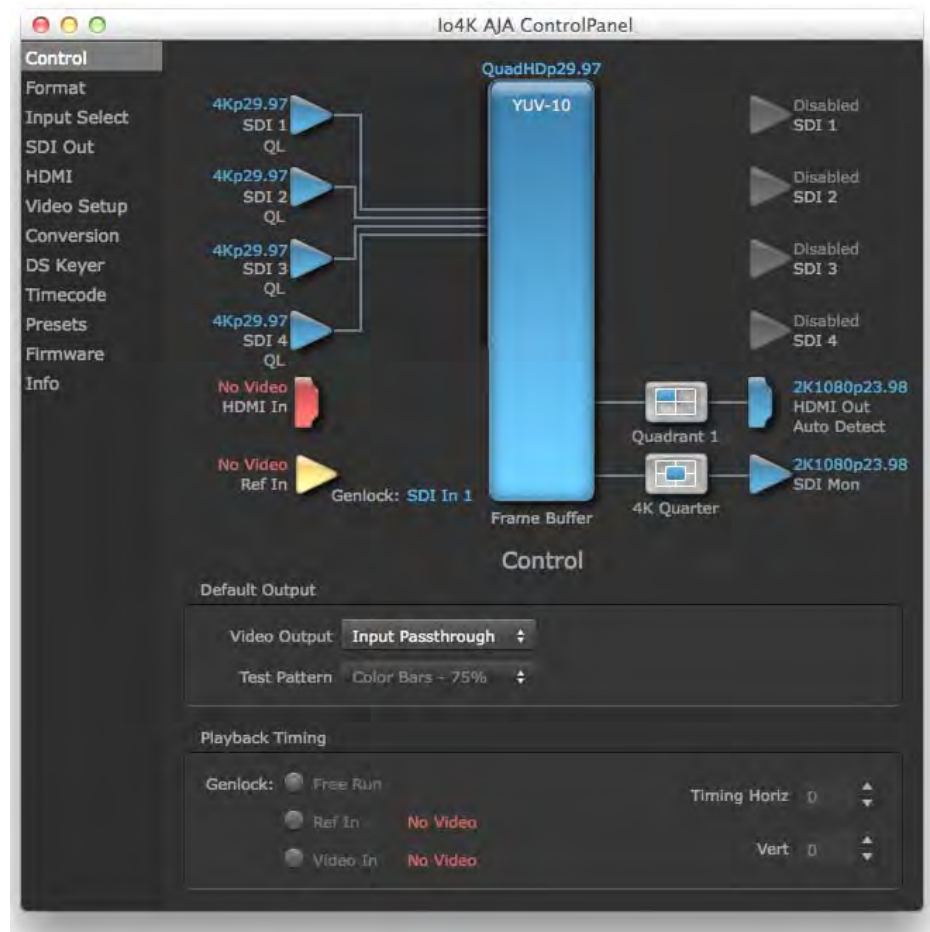 Io4K AJA ControlPanel
Control
Format
Input Select
SDI Out
HDMI
Video Setup
Conversion
DS Keyer
Timecode
Presets
Firmware
Info
QuadHDp29.97
YUV-10
4Kp29.97
SDI 1
QL
4Kp29.97
SDI 2
QL
4Kp29.97
SDI 3
QL
4Kp29.97
SDI 4
QL
No Video
HDMI In
No Video
Ref In
Genlock: SDI In 1
Frame Buffer
Disabled
SDI 1
Disabled
SDI 2
Disabled
SDI 3
Disabled
SDI 4
Quadrant 1
2K1080p23.98
HDMI Out
Auto Detect
4K Quarter
2K1080p23.98
SDI Mon
Control
Default Output
Video Output Input Passthrough
Test Pattern Color Bars - 75%
Playback Timing
Genlock: Free Run
Ref In No Video
Video In No Video
Timing Horiz 0
Vert 0